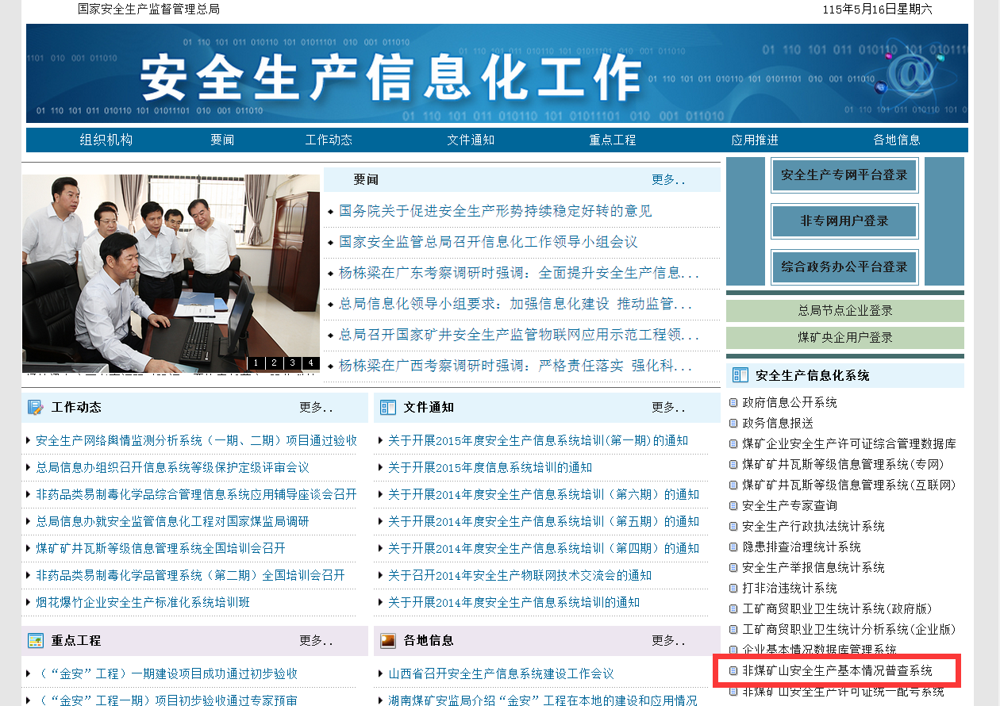 国家安全生产监督管理总局
115年5月16日星期六
安全生产信息化工作
组织机构
要闻
工作动态
文件通知
重点工程
应用推进
各地信息
1 2 3 4
要闻
更多..
国务院关于促进安全生产形势持续稳定好转的意见
国家安全监管总局召开信息化工作领导小组会议
杨栋梁在广东考察调研时强调：全面提升安全生产信息...
总局信息化领导小组要求：加强信息化建设 推动监管...
总局召开国家矿井安全生产监管物联网应用示范工程领...
杨栋梁在广西考察调研时强调：严格责任落实 强化科...
安全生产专网平台登录
非专网用户登录
综合政务办公平台登录
总局节点企业登录
煤矿央企用户登录
工作动态
更多..
安全生产网络舆情监测分析系统（一期、二期）项目通过验收
总局信息办组织召开信息系统等级保护定级评审会议
非药品类易制毒化学品综合管理信息系统应用辅导座谈会召开
总局信息办就安全监管信息化工程对国家煤监局调研
煤矿矿井瓦斯等级信息管理系统全国培训会召开
非药品类易制毒化学品管理系统（第二期）全国培训会召开
烟花爆竹企业安全生产标准化系统培训班
文件通知
更多..
关于开展2015年度安全生产信息系统培训(第一期)的通知
关于开展2015年度信息系统培训的通知
关于开展2014年度安全生产信息系统培训（第六期）的通知
关于开展2014年度安全生产信息系统培训（第五期）的通知
关于开展2014年度安全生产信息系统培训（第四期）的通知
关于召开2014年安全生产物联网技术交流会的通知
关于开展2014年度安全生产信息系统培训的通知
安全生产信息化系统
政府信息公开系统
政务信息报送
煤矿企业安全生产许可证综合管理数据库
煤矿矿井瓦斯等级信息管理系统(专网)
煤矿矿井瓦斯等级信息管理系统(互联网)
安全生产专家查询
安全生产行政执法统计系统
隐患排查治理统计系统
安全生产举报信息统计系统
打非治违统计系统
工矿商贸职业卫生统计系统(政府版)
工矿商贸职业卫生统计分析系统(企业版)
企业基本情况数据库管理系统
非煤矿山安全生产基本情况普查系统
非煤矿山安全生产许可证统一配号系统
重点工程
更多..
（“金安”工程）一期建设项目成功通过初步验收
（“金安”工程一期）项目初步验收通过专家预审
各地信息
更多..
山西省召开安全生产信息系统建设工作会议
湖南煤矿安监局介绍“金安”工程在本地的建设和应用情况